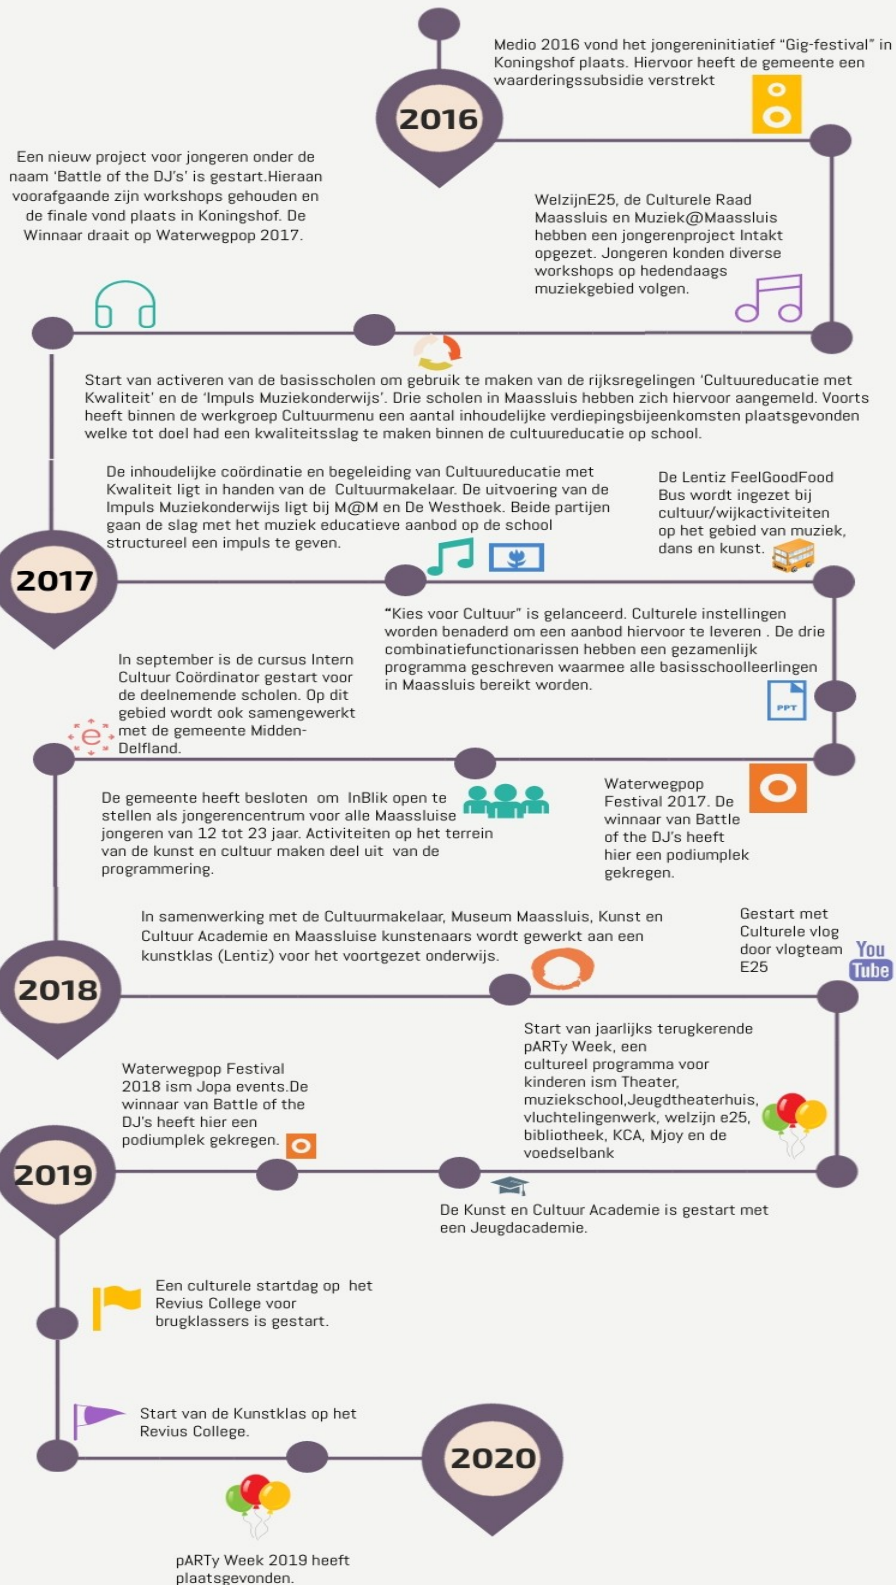 Medio 2016 vond het jongereninitiatief "Gig-festival" in
Koningshof plaats. Hiervoor heeft de gemeente een
waarderingssubsidie verstrekt
2016
Een nieuw project voor jongeren onder de
naam ‘Battle of the DJ’s’ is gestart.Hieraan
voorafgaande zijn workshops gehouden en
de finale vond plaats in Koningshof. De
Winnaar draait op Waterwegpop 2017.
WelzijnE25, de Culturele Raad
Maassluis en Muziek@Maassluis
hebben een jongerenproject Intakt
opgezet. Jongeren konden diverse
workshops op hedendaags
muziekgebied volgen.
Start van activeren van de basisscholen om gebruik te maken van de rijksregelingen ‘Cultuureducatie met
Kwaliteit’ en de ‘Impuls Muziekonderwijs’. Drie scholen in Maassluis hebben zich hiervoor aangemeld. Voorts
heeft binnen de werkgroep Cultuurmenu een aantal inhoudelijke verdiepingsbijeenkomsten plaatsgevonden
welke tot doel had een kwaliteitsslag te maken binnen de cultuureducatie op school.
De inhoudelijke coördinatie en begeleiding van Cultuureducatie met
Kwaliteit ligt in handen van de Cultuurmakelaar. De uitvoering van de
Impuls Muziekonderwijs ligt bij M@M en De Westhoek. Beide partijen
gaan de slag met het muziek educatieve aanbod op de school
structureel een impuls te geven.
De Lentiz FeelGoodFood
Bus wordt ingezet bij
cultuur/wijkactiviteiten
op het gebied van muziek,
dans en kunst.
2017
“Kies voor Cultuur” is gelanceerd. Culturele instellingen
worden benaderd om een aanbod hiervoor te leveren . De drie
combinatiefunctionarissen hebben een gezamenlijk
programma geschreven waarmee alle basisschoolleerlingen
in Maassluis bereikt worden.
PPT
In september is de cursus Intern
Cultuur Coördinator gestart voor
de deelnemende scholen. Op dit
gebied wordt ook samengewerkt
met de gemeente Midden-
Delfland.
e
De gemeente heeft besloten om InBlik open te
stellen als jongerencentrum voor alle Maassluise
jongeren van 12 tot 23 jaar. Activiteiten op het terrein
van de kunst en cultuur maken deel uit van de
programmering.
Waterwegpop
Festival 2017. De
winnaar van Battle
of the DJ’s heeft
hier een podiumplek
gekregen.
In samenwerking met de Cultuurmakelaar, Museum Maassluis, Kunst en
Cultuur Academie en Maassluise kunstenaars wordt gewerkt aan een
kunstklas (Lentiz) voor het voortgezet onderwijs.
Gestart met
Culturele vlog
door vlogteam
E25
You
Tube
2018
Start van jaarlijks terugkerende
pARTy Week, een
cultureel programma voor
kinderen ism Theater,
muziekschool,Jeugdtheaterhuis,
vluchtelingenwerk, welzijn e25,
bibliotheek, KCA, Mjoy en de
voedselbank
Waterwegpop Festival
2018 ism Jopa events.De
winnaar van Battle of the
DJ’s heeft hier een
podiumplek gekregen.
2019
De Kunst en Cultuur Academie is gestart met
een Jeugdacademie.
Een culturele startdag op het
Revius College voor
brugklassers is gestart.
Start van de Kunstklas op het
Revius College.
2020
pARTy Week 2019 heeft
plaatsgevonden.